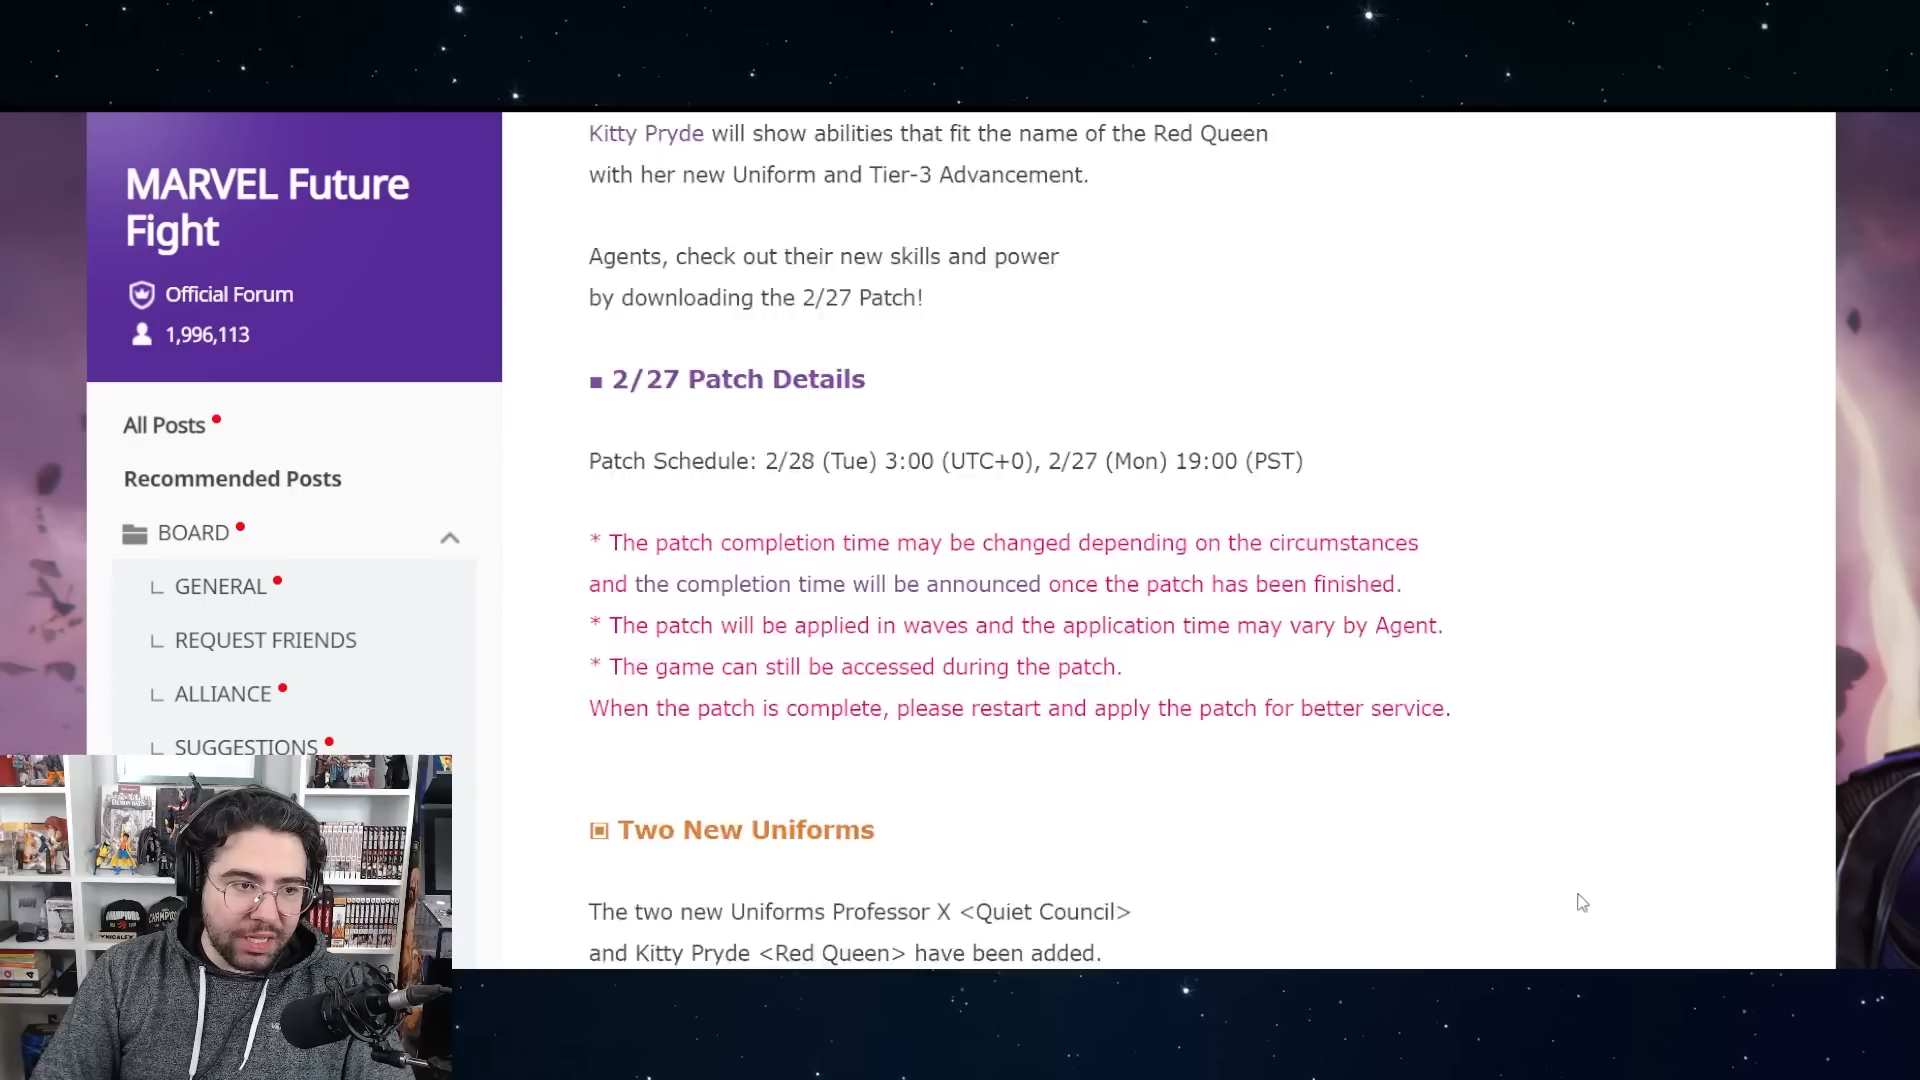 MARVEL Future
Fight
Official Forum
1,996,113
All Posts
Recommended Posts
BOARD
GENERAL
REQUEST FRIENDS
ALLIANCE
SUGGESTIONS
Kitty Pryde will show abilities that fit the name of the Red Queen
with her new Uniform and Tier-3 Advancement.
Agents, check out their new skills and power
by downloading the 2/27 Patch!
■ 2/27 Patch Details
Patch Schedule: 2/28 (Tue) 3:00 (UTC+0), 2/27 (Mon) 19:00 (PST)
* The patch completion time may be changed depending on the circumstances
and the completion time will be announced once the patch has been finished.
* The patch will be applied in waves and the application time may vary by Agent.
* The game can still be accessed during the patch.
When the patch is complete, please restart and apply the patch for better service.
▣ Two New Uniforms
The two new Uniforms Professor X <Quiet Council>
and Kitty Pryde <Red Queen> have been added.